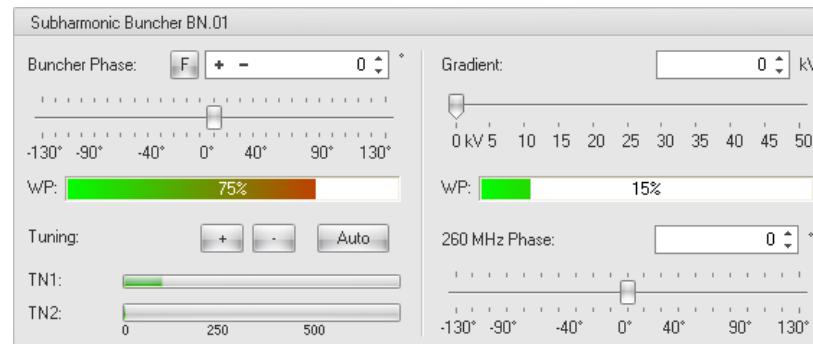 Subharmonic Buncher BN.01
Buncher Phase: F + - 0 °
-130° -90° -40° 0° 40° 90° 130°
WP: 75%
Tuning: + - Auto
TN1:
TN2:
0 250 500
Gradient: 0 kV
0 kV 5 10 15 20 25 30 35 40 45 50
WP: 15%
260 MHz Phase: 0 °
-130° -90° -40° 0° 40° 90° 130°